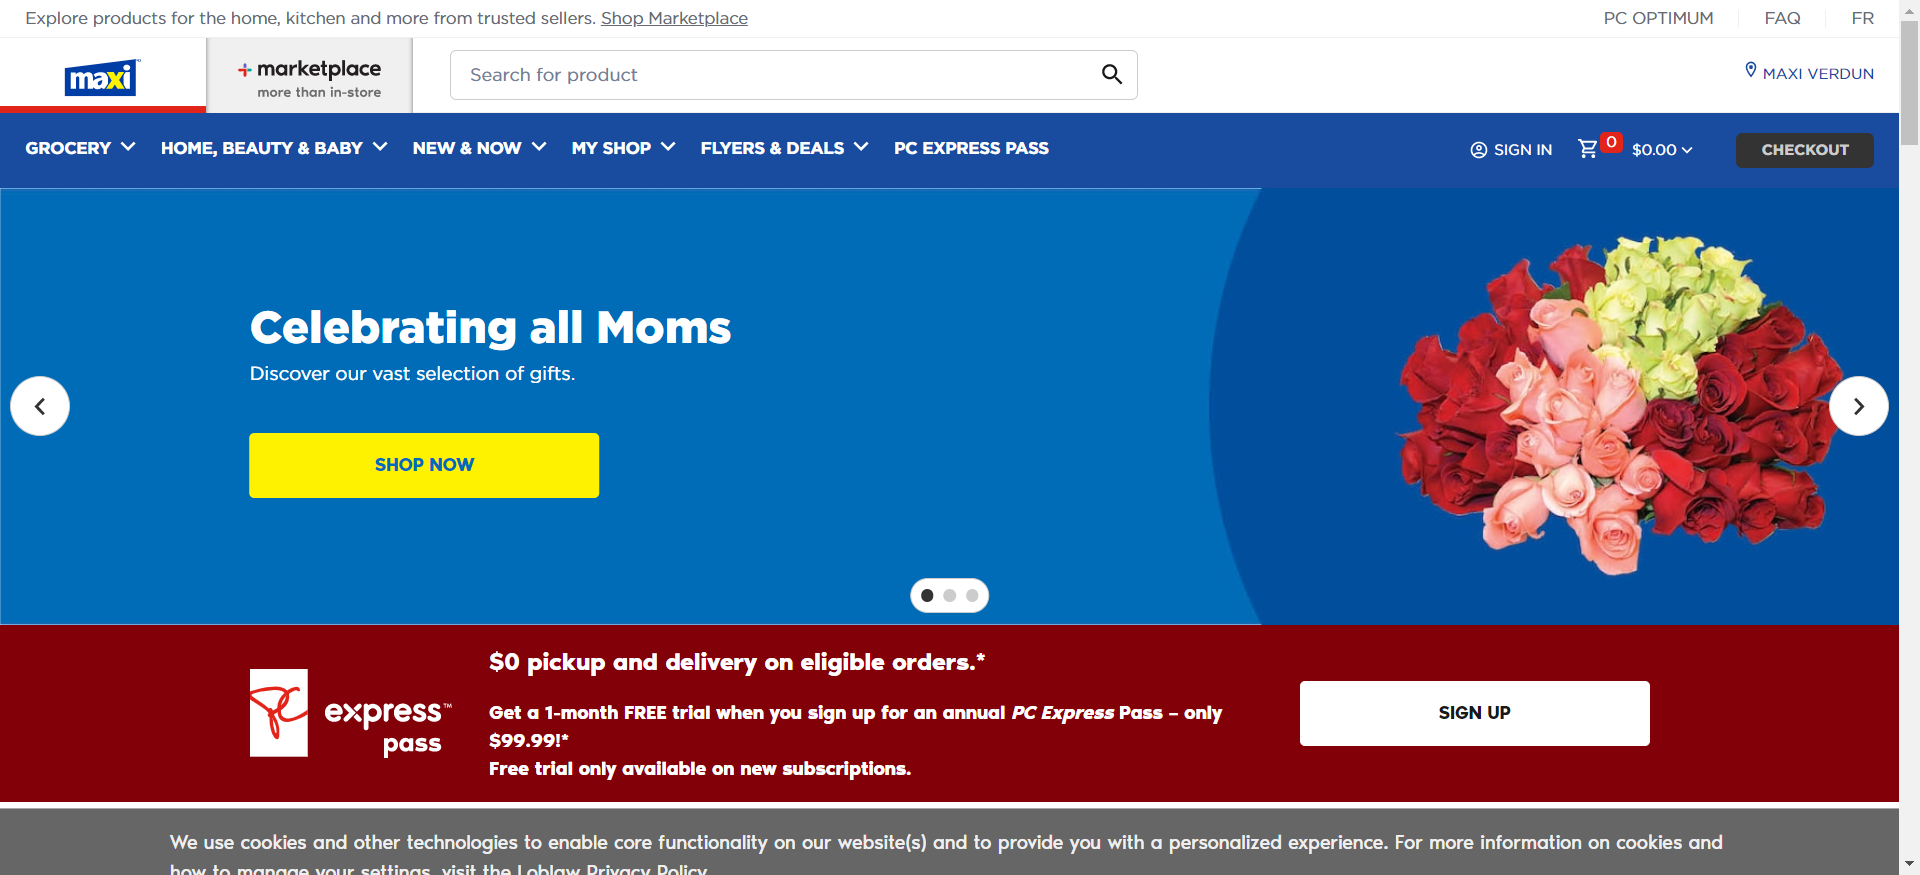 Explore products for the home, kitchen and more from trusted sellers. Shop Marketplace
PC OPTIMUM
FAQ
FR
maxi
marketplace
more than in-store
Search for product
MAXI VERDUN
GROCERY
HOME, BEAUTY & BABY
NEW & NOW
MY SHOP
FLYERS & DEALS
PC EXPRESS PASS
SIGN IN
0
$0.00
CHECKOUT
Celebrating all Moms
Discover our vast selection of gifts.
SHOP NOW
PC express™
pass
$0 pickup and delivery on eligible orders.*
Get a 1-month FREE trial when you sign up for an annual PC Express Pass – only
$99.99!*
Free trial only available on new subscriptions.
SIGN UP
We use cookies and other technologies to enable core functionality on our website(s) and to provide you with a personalized experience. For more information on cookies and
how to manage your settings, visit the Loblaw Privacy Policy.